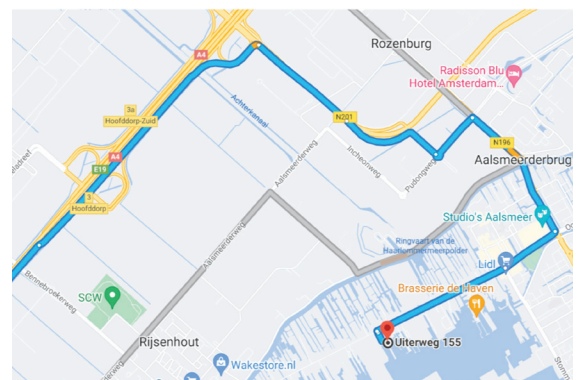 Rozenburg
A4
Radisson Blu
Hotel Amsterdam...
3a
Hoofddorp-Zuid
Achterkanaal
N201
N196
Incheonweg
Pudongweg
Aalsmeerderbrug
A4
E19
3
Hoofddorp
Aalsmeerderweg
Studio's Aalsmeer
Ringvaart van de
Haarlemmermeerpolder
Aalsmeerderweg
Lidl
Bennebroekerweg
SCW
Brasserie de Haven
Rijsenhout
Uiterweg 155
Wakestore.nl